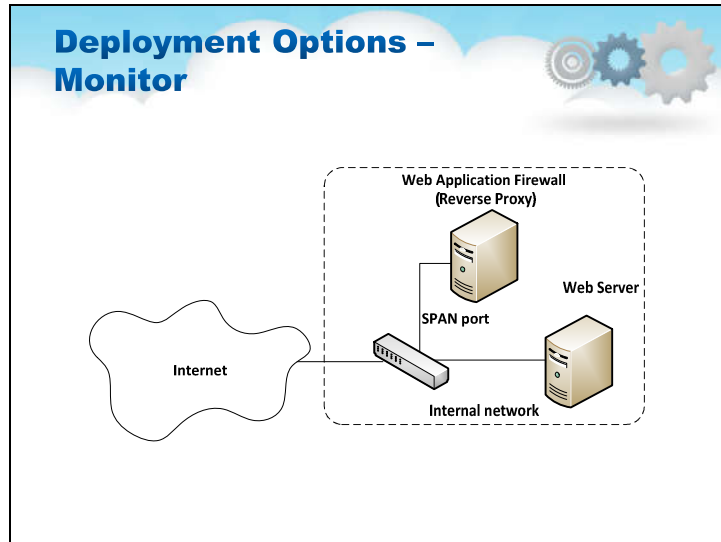 Deployment Options –
Monitor
Web Application Firewall
(Reverse Proxy)
Web Server
SPAN port
Internet
Internal network